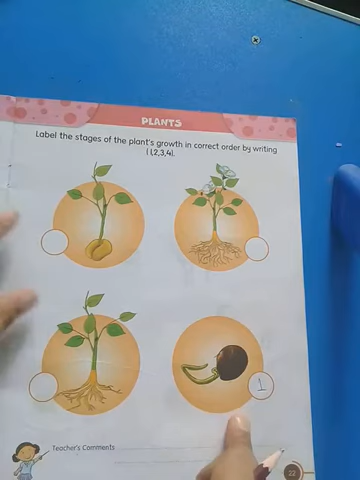 PLANTS
Label the stages of the plant's growth in correct order by writing
(1,2,3,4).
1
Teacher's Comments
22